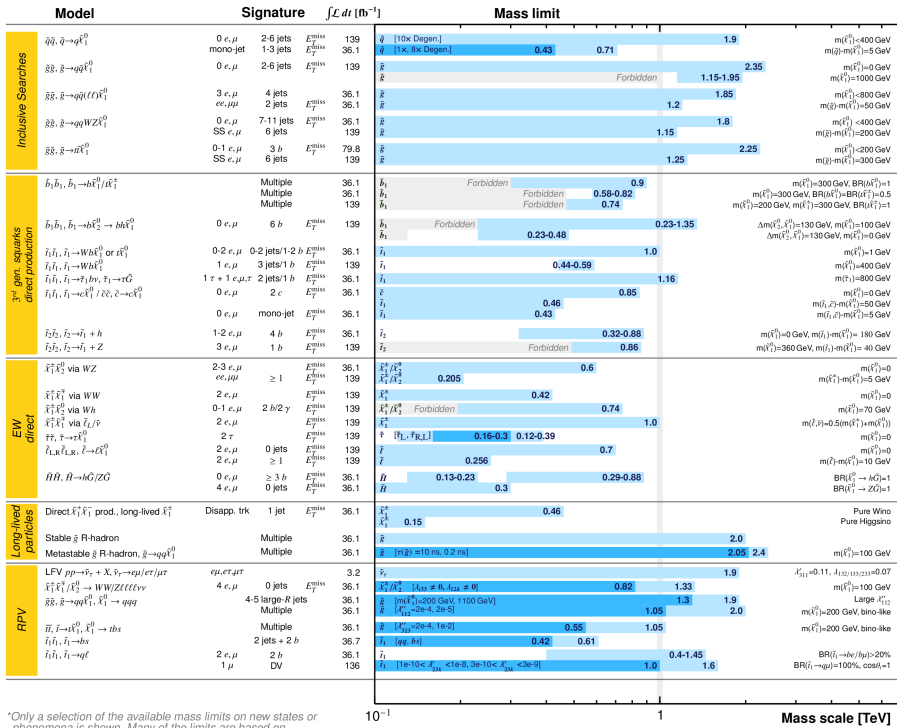 Model Signature ∫ℒ dt [fb⁻¹] Mass limit
Inclusive Searches
q̃q̃, q̃→qχ̃⁰₁ 0 e, μ 2-6 jets E_T^miss 139 q̃ [10× Degen.] 1.9 m(χ̃⁰₁)<400 GeV
mono-jet 1-3 jets E_T^miss 36.1 q̃ [1×, 8× Degen.] 0.43 0.71 m(q̃)-m(χ̃⁰₁)=5 GeV
g̃g̃, g̃→qq̄χ̃⁰₁ 0 e, μ 2-6 jets E_T^miss 139 g̃ 2.35 m(χ̃⁰₁)=0 GeV
g̃ Forbidden 1.15-1.95 m(χ̃⁰₁)=1000 GeV
g̃g̃, g̃→qq̄(ℓℓ)χ̃⁰₁ 3 e, μ 4 jets 36.1 g̃ 1.85 m(χ̃⁰₁)<800 GeV
ee, μμ 2 jets E_T^miss 36.1 g̃ 1.2 m(g̃)-m(χ̃⁰₁)=50 GeV
g̃g̃, g̃→qqWZχ̃⁰₁ 0 e, μ 7-11 jets E_T^miss 36.1 g̃ 1.8 m(χ̃⁰₁) <400 GeV
SS e, μ 6 jets 139 g̃ 1.15 m(g̃)-m(χ̃⁰₁)=200 GeV
g̃g̃, g̃→tt̄χ̃⁰₁ 0-1 e, μ 3 b E_T^miss 79.8 g̃ 2.25 m(χ̃⁰₁)<200 GeV
SS e, μ 6 jets 139 g̃ 1.25 m(g̃)-m(χ̃⁰₁)=300 GeV
3ʳᵈ gen. squarks
direct production
b̃₁b̃₁, b̃₁→bχ̃⁰₁/tχ̃±₁ Multiple 36.1 b̃₁ Forbidden 0.9 m(χ̃⁰₁)=300 GeV, BR(bχ̃⁰₁)=1
Multiple 36.1 b̃₁ Forbidden 0.58-0.82 m(χ̃⁰₁)=300 GeV, BR(bχ̃⁰₁)=BR(tχ̃±₁)=0.5
Multiple 139 b̃₁ Forbidden 0.74 m(χ̃⁰₁)=200 GeV, m(χ̃±₁)=300 GeV, BR(tχ̃±₁)=1
b̃₁b̃₁, b̃₁→bχ̃⁰₂ → bhχ̃⁰₁ 0 e, μ 6 b E_T^miss 139 b̃₁ Forbidden 0.23-1.35 Δm(χ̃⁰₂, χ̃⁰₁)=130 GeV, m(χ̃⁰₁)=100 GeV
b̃₁ 0.23-0.48 Δm(χ̃⁰₂, χ̃⁰₁)=130 GeV, m(χ̃⁰₁)=0 GeV
t̃₁t̃₁, t̃₁→Wbχ̃⁰₁ or tχ̃⁰₁ 0-2 e, μ 0-2 jets/1-2 b E_T^miss 36.1 t̃₁ 1.0 m(χ̃⁰₁)=1 GeV
t̃₁t̃₁, t̃₁→Wbχ̃⁰₁ 1 e, μ 3 jets/1 b E_T^miss 139 t̃₁ 0.44-0.59 m(χ̃⁰₁)=400 GeV
t̃₁t̃₁, t̃₁→τ̃₁bν, τ̃₁→τG̃ 1 τ + 1 e,μ,τ 2 jets/1 b E_T^miss 36.1 t̃₁ 1.16 m(τ̃₁)=800 GeV
t̃₁t̃₁, t̃₁→cχ̃⁰₁ / c̃c̃, c̃→cχ̃⁰₁ 0 e, μ 2 c E_T^miss 36.1 c̃ 0.85 m(χ̃⁰₁)=0 GeV
t̃₁ 0.46 m(t̃₁,c̃)-m(χ̃⁰₁)=50 GeV
0 e, μ mono-jet E_T^miss 36.1 t̃₁ 0.43 m(t̃₁,c̃)-m(χ̃⁰₁)=5 GeV
t̃₂t̃₂, t̃₂→t̃₁ + h 1-2 e, μ 4 b E_T^miss 36.1 t̃₂ 0.32-0.88 m(χ̃⁰₁)=0 GeV, m(t̃₁)-m(χ̃⁰₁)= 180 GeV
t̃₂t̃₂, t̃₂→t̃₁ + Z 3 e, μ 1 b E_T^miss 139 t̃₂ Forbidden 0.86 m(χ̃⁰₁)=360 GeV, m(t̃₁)-m(χ̃⁰₁)= 40 GeV
EW
direct
χ̃±₁χ̃⁰₂ via WZ 2-3 e, μ E_T^miss 36.1 χ̃±₁/χ̃⁰₂ 0.6 m(χ̃⁰₁)=0
ee, μμ ≥ 1 E_T^miss 139 χ̃±₁/χ̃⁰₂ 0.205 m(χ̃±₁)-m(χ̃⁰₁)=5 GeV
χ̃±₁χ̃∓₁ via WW 2 e, μ E_T^miss 139 χ̃±₁ 0.42 m(χ̃⁰₁)=0
χ̃±₁χ̃⁰₂ via Wh 0-1 e, μ 2 b/2 γ E_T^miss 139 χ̃±₁/χ̃⁰₂ Forbidden 0.74 m(χ̃⁰₁)=70 GeV
χ̃±₁χ̃∓₁ via ℓ̃_L/ν̃ 2 e, μ E_T^miss 139 χ̃±₁ 1.0 m(ℓ̃,ν̃)=0.5(m(χ̃±₁)+m(χ̃⁰₁))
τ̃τ̃, τ̃→τχ̃⁰₁ 2 τ E_T^miss 139 τ̃ [τ̃_L, τ̃_R,L] 0.16-0.3 0.12-0.39 m(χ̃⁰₁)=0
ℓ̃_L,Rℓ̃_L,R, ℓ̃→ℓχ̃⁰₁ 2 e, μ 0 jets E_T^miss 139 ℓ̃ 0.7 m(χ̃⁰₁)=0
2 e, μ ≥ 1 E_T^miss 139 ℓ̃ 0.256 m(ℓ̃)-m(χ̃⁰₁)=10 GeV
H̃H̃, H̃→hG̃/ZG̃ 0 e, μ ≥ 3 b E_T^miss 36.1 H̃ 0.13-0.23 0.29-0.88 BR(χ̃⁰₁ → hG̃)=1
4 e, μ 0 jets E_T^miss 36.1 H̃ 0.3 BR(χ̃⁰₁ → ZG̃)=1
Long-lived
particles
Direct χ̃⁺₁χ̃⁻₁ prod., long-lived χ̃±₁ Disapp. trk 1 jet E_T^miss 36.1 χ̃±₁ 0.46 Pure Wino
χ̃±₁ 0.15 Pure Higgsino
Stable g̃ R-hadron Multiple 36.1 g̃ 2.0
Metastable g̃ R-hadron, g̃→qqχ̃⁰₁ Multiple 36.1 g̃ [τ(g̃) =10 ns, 0.2 ns] 2.05 2.4 m(χ̃⁰₁)=100 GeV
RPV
LFV pp→ν̃_τ + X, ν̃_τ→eμ/eτ/μτ eμ,eτ,μτ 3.2 ν̃_τ 1.9 λ′₃₁₁=0.11, λ₁₃₂/₁₃₃/₂₃₃=0.07
χ̃±₁χ̃∓₁/χ̃⁰₂ → WW/Zℓℓℓℓνν 4 e, μ 0 jets E_T^miss 36.1 χ̃±₁/χ̃⁰₂ [λ_i33 ≠ 0, λ_12k ≠ 0] 0.82 1.33 m(χ̃⁰₁)=100 GeV
g̃g̃, g̃→qqχ̃⁰₁, χ̃⁰₁ → qqq 4-5 large-R jets 36.1 g̃ [m(χ̃⁰₁)=200 GeV, 1100 GeV] 1.3 1.9 Large λ″₁₁₂
Multiple 36.1 g̃ [λ″₁₁₂=2e-4, 2e-5] 1.05 2.0 m(χ̃⁰₁)=200 GeV, bino-like
t̃t̃, t̃→tχ̃⁰₁, χ̃⁰₁ → tbs Multiple 36.1 g̃ [λ″₃₂₃=2e-4, 1e-2] 0.55 1.05 m(χ̃⁰₁)=200 GeV, bino-like
t̃₁t̃₁, t̃₁→bs 2 jets + 2 b 36.7 t̃₁ [qq, bs] 0.42 0.61
t̃₁t̃₁, t̃₁→qℓ 2 e, μ 2 b 36.1 t̃₁ 0.4-1.45 BR(t̃₁→be/bμ)>20%
1 μ DV 136 t̃₁ [1e-10< λ′₂₃ₖ <1e-8, 3e-10< λ′₂₃ₖ <3e-9] 1.0 1.6 BR(t̃₁→qμ)=100%, cosθ_t=1
10⁻¹ 1 Mass scale [TeV]
*Only a selection of the available mass limits on new states or
phenomena is shown. Many of the limits are based on